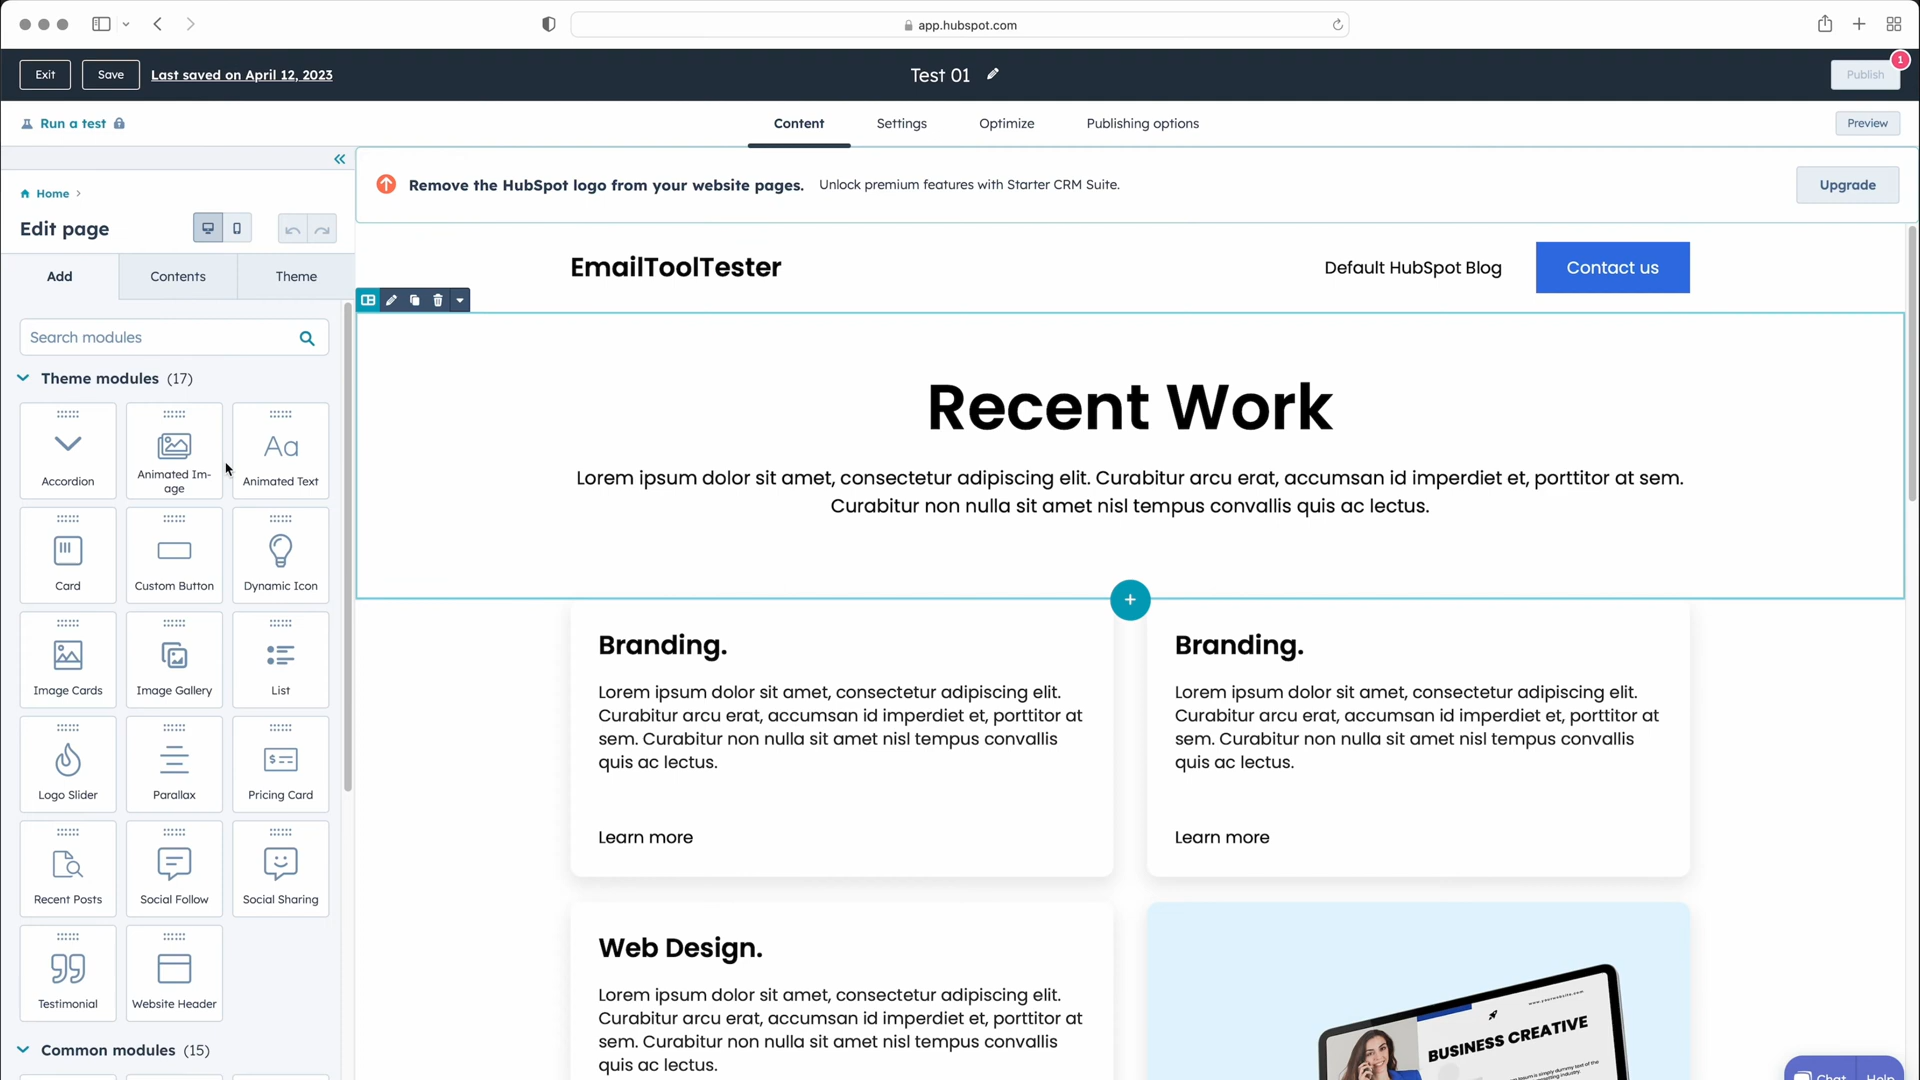 app.hubspot.com
Exit
Save
Last saved on April 12, 2023
Test 01
Publish
1
Run a test
Content
Settings
Optimize
Publishing options
Preview
Home
Remove the HubSpot logo from your website pages.
Unlock premium features with Starter CRM Suite.
Upgrade
Edit page
Add
Contents
Theme
EmailToolTester
Default HubSpot Blog
Contact us
Search modules
Theme modules (17)
Accordion
Animated Im-
age
Aa
Animated Text
Card
Custom Button
Dynamic Icon
Image Cards
Image Gallery
List
Logo Slider
Parallax
Pricing Card
Recent Posts
Social Follow
Social Sharing
Testimonial
Website Header
Common modules (15)
Recent Work
Lorem ipsum dolor sit amet, consectetur adipiscing elit. Curabitur arcu erat, accumsan id imperdiet et, porttitor at sem.
Curabitur non nulla sit amet nisl tempus convallis quis ac lectus.
Branding.
Lorem ipsum dolor sit amet, consectetur adipiscing elit.
Curabitur arcu erat, accumsan id imperdiet et, porttitor at
sem. Curabitur non nulla sit amet nisl tempus convallis
quis ac lectus.
Learn more
Branding.
Lorem ipsum dolor sit amet, consectetur adipiscing elit.
Curabitur arcu erat, accumsan id imperdiet et, porttitor at
sem. Curabitur non nulla sit amet nisl tempus convallis
quis ac lectus.
Learn more
Web Design.
Lorem ipsum dolor sit amet, consectetur adipiscing elit.
Curabitur arcu erat, accumsan id imperdiet et, porttitor at
sem. Curabitur non nulla sit amet nisl tempus convallis
quis ac lectus.
www.yourwebsite.com
BUSINESS CREATIVE
Chat
Help